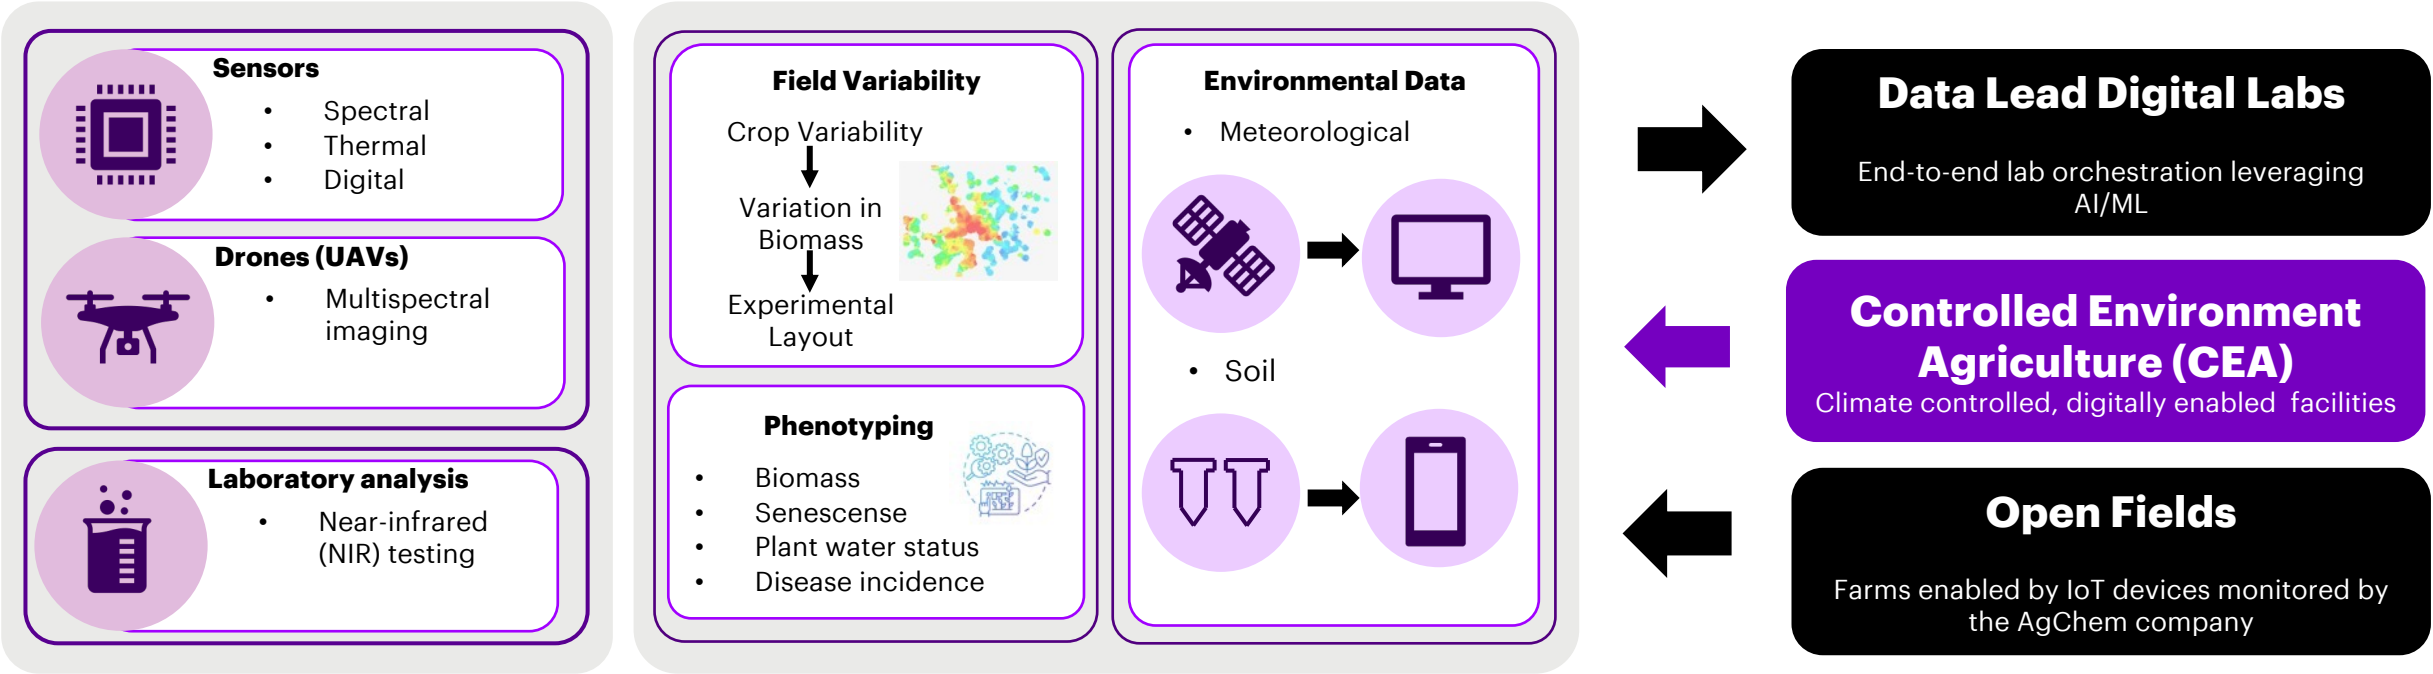 Sensors
• Spectral
• Thermal
• Digital
Drones (UAVs)
• Multispectral
imaging
Laboratory analysis
• Near-infrared
(NIR) testing
Field Variability
Crop Variability
Variation in
Biomass
Experimental
Layout
Phenotyping
• Biomass
• Senescense
• Plant water status
• Disease incidence
Environmental Data
• Meteorological
• Soil
Data Lead Digital Labs
End-to-end lab orchestration leveraging
AI/ML
Controlled Environment
Agriculture (CEA)
Climate controlled, digitally enabled facilities
Open Fields
Farms enabled by IoT devices monitored by
the AgChem company